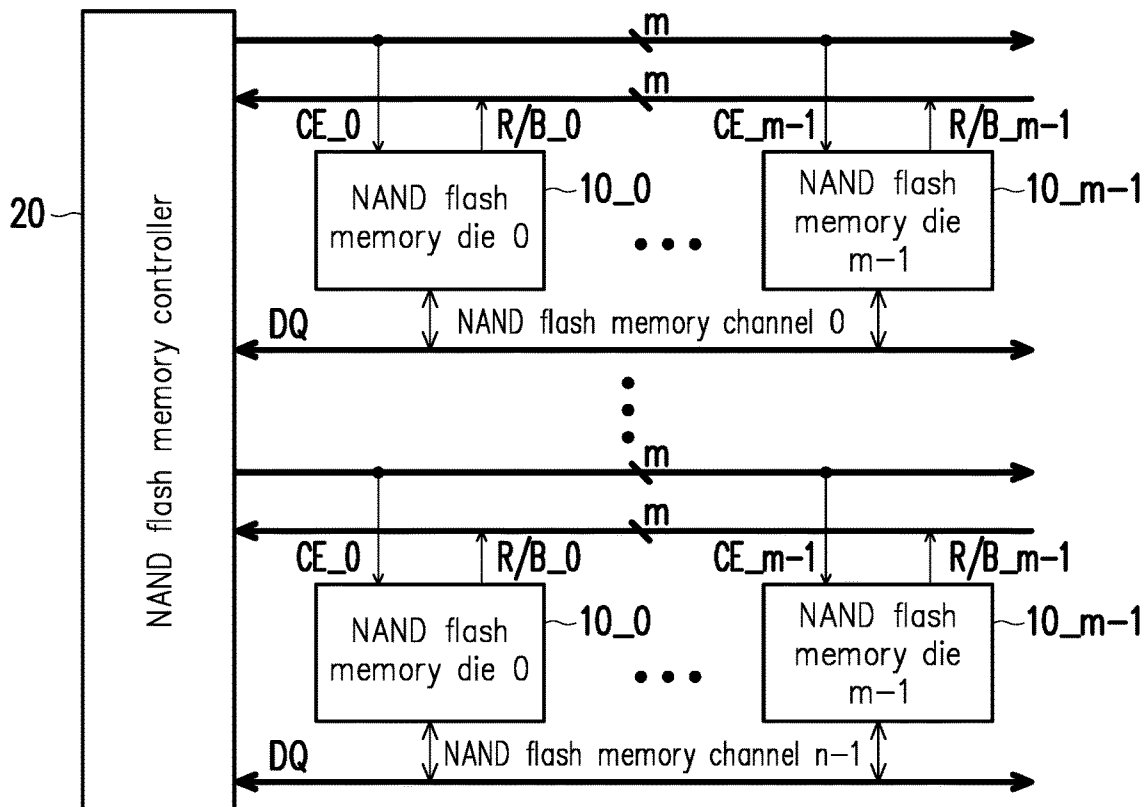 m
m
CE_0
R/B_0
CE_m-1
R/B_m-1
20
NAND flash memory controller
NAND flash
memory die 0
10_0
NAND flash
memory die
m-1
10_m-1
DQ
NAND flash memory channel 0
m
m
CE_0
R/B_0
CE_m-1
R/B_m-1
NAND flash
memory die 0
10_0
NAND flash
memory die
m-1
10_m-1
DQ
NAND flash memory channel n-1